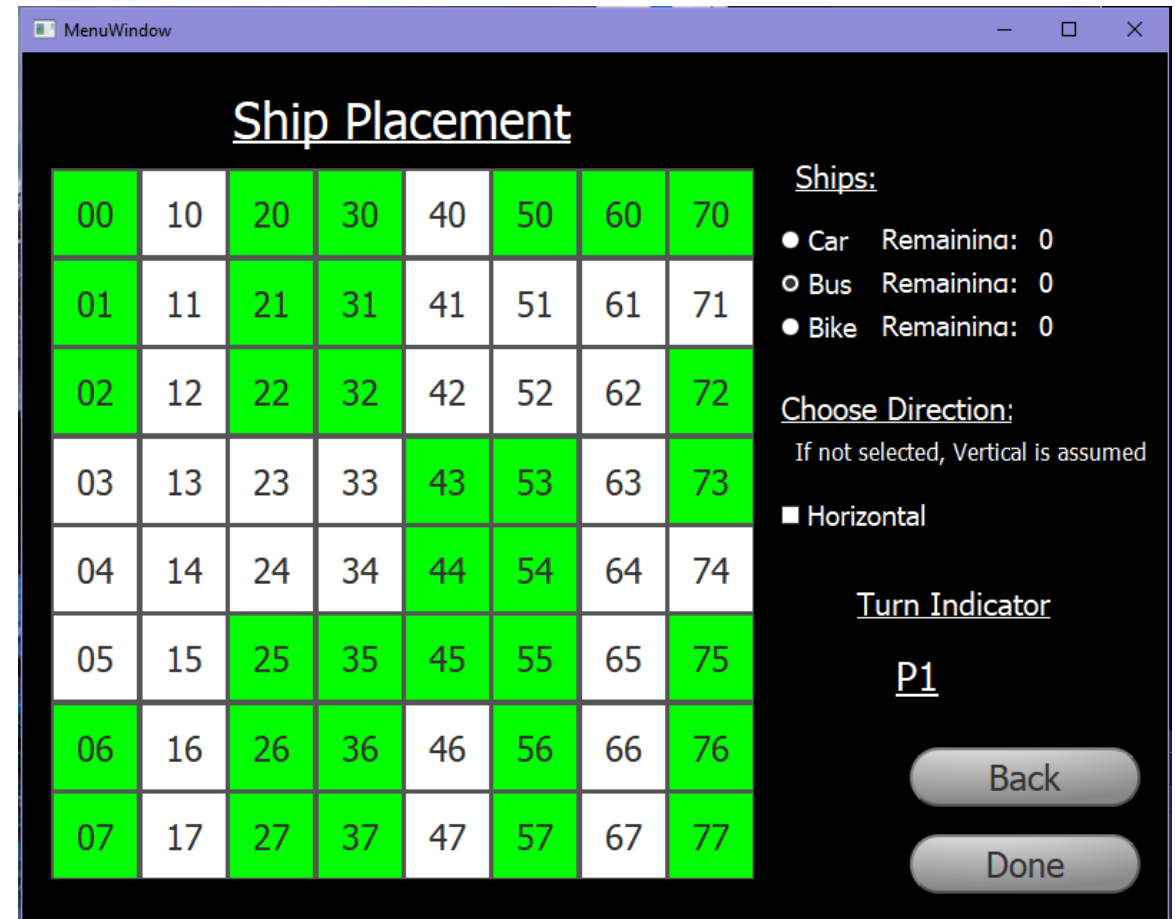 MenuWindow
Ship Placement
00 10 20 30 40 50 60 70
01 11 21 31 41 51 61 71
02 12 22 32 42 52 62 72
03 13 23 33 43 53 63 73
04 14 24 34 44 54 64 74
05 15 25 35 45 55 65 75
06 16 26 36 46 56 66 76
07 17 27 37 47 57 67 77
Ships:
Car Remaining: 0
Bus Remaining: 0
Bike Remaining: 0
Choose Direction:
If not selected, Vertical is assumed
Horizontal
Turn Indicator
P1
Back
Done